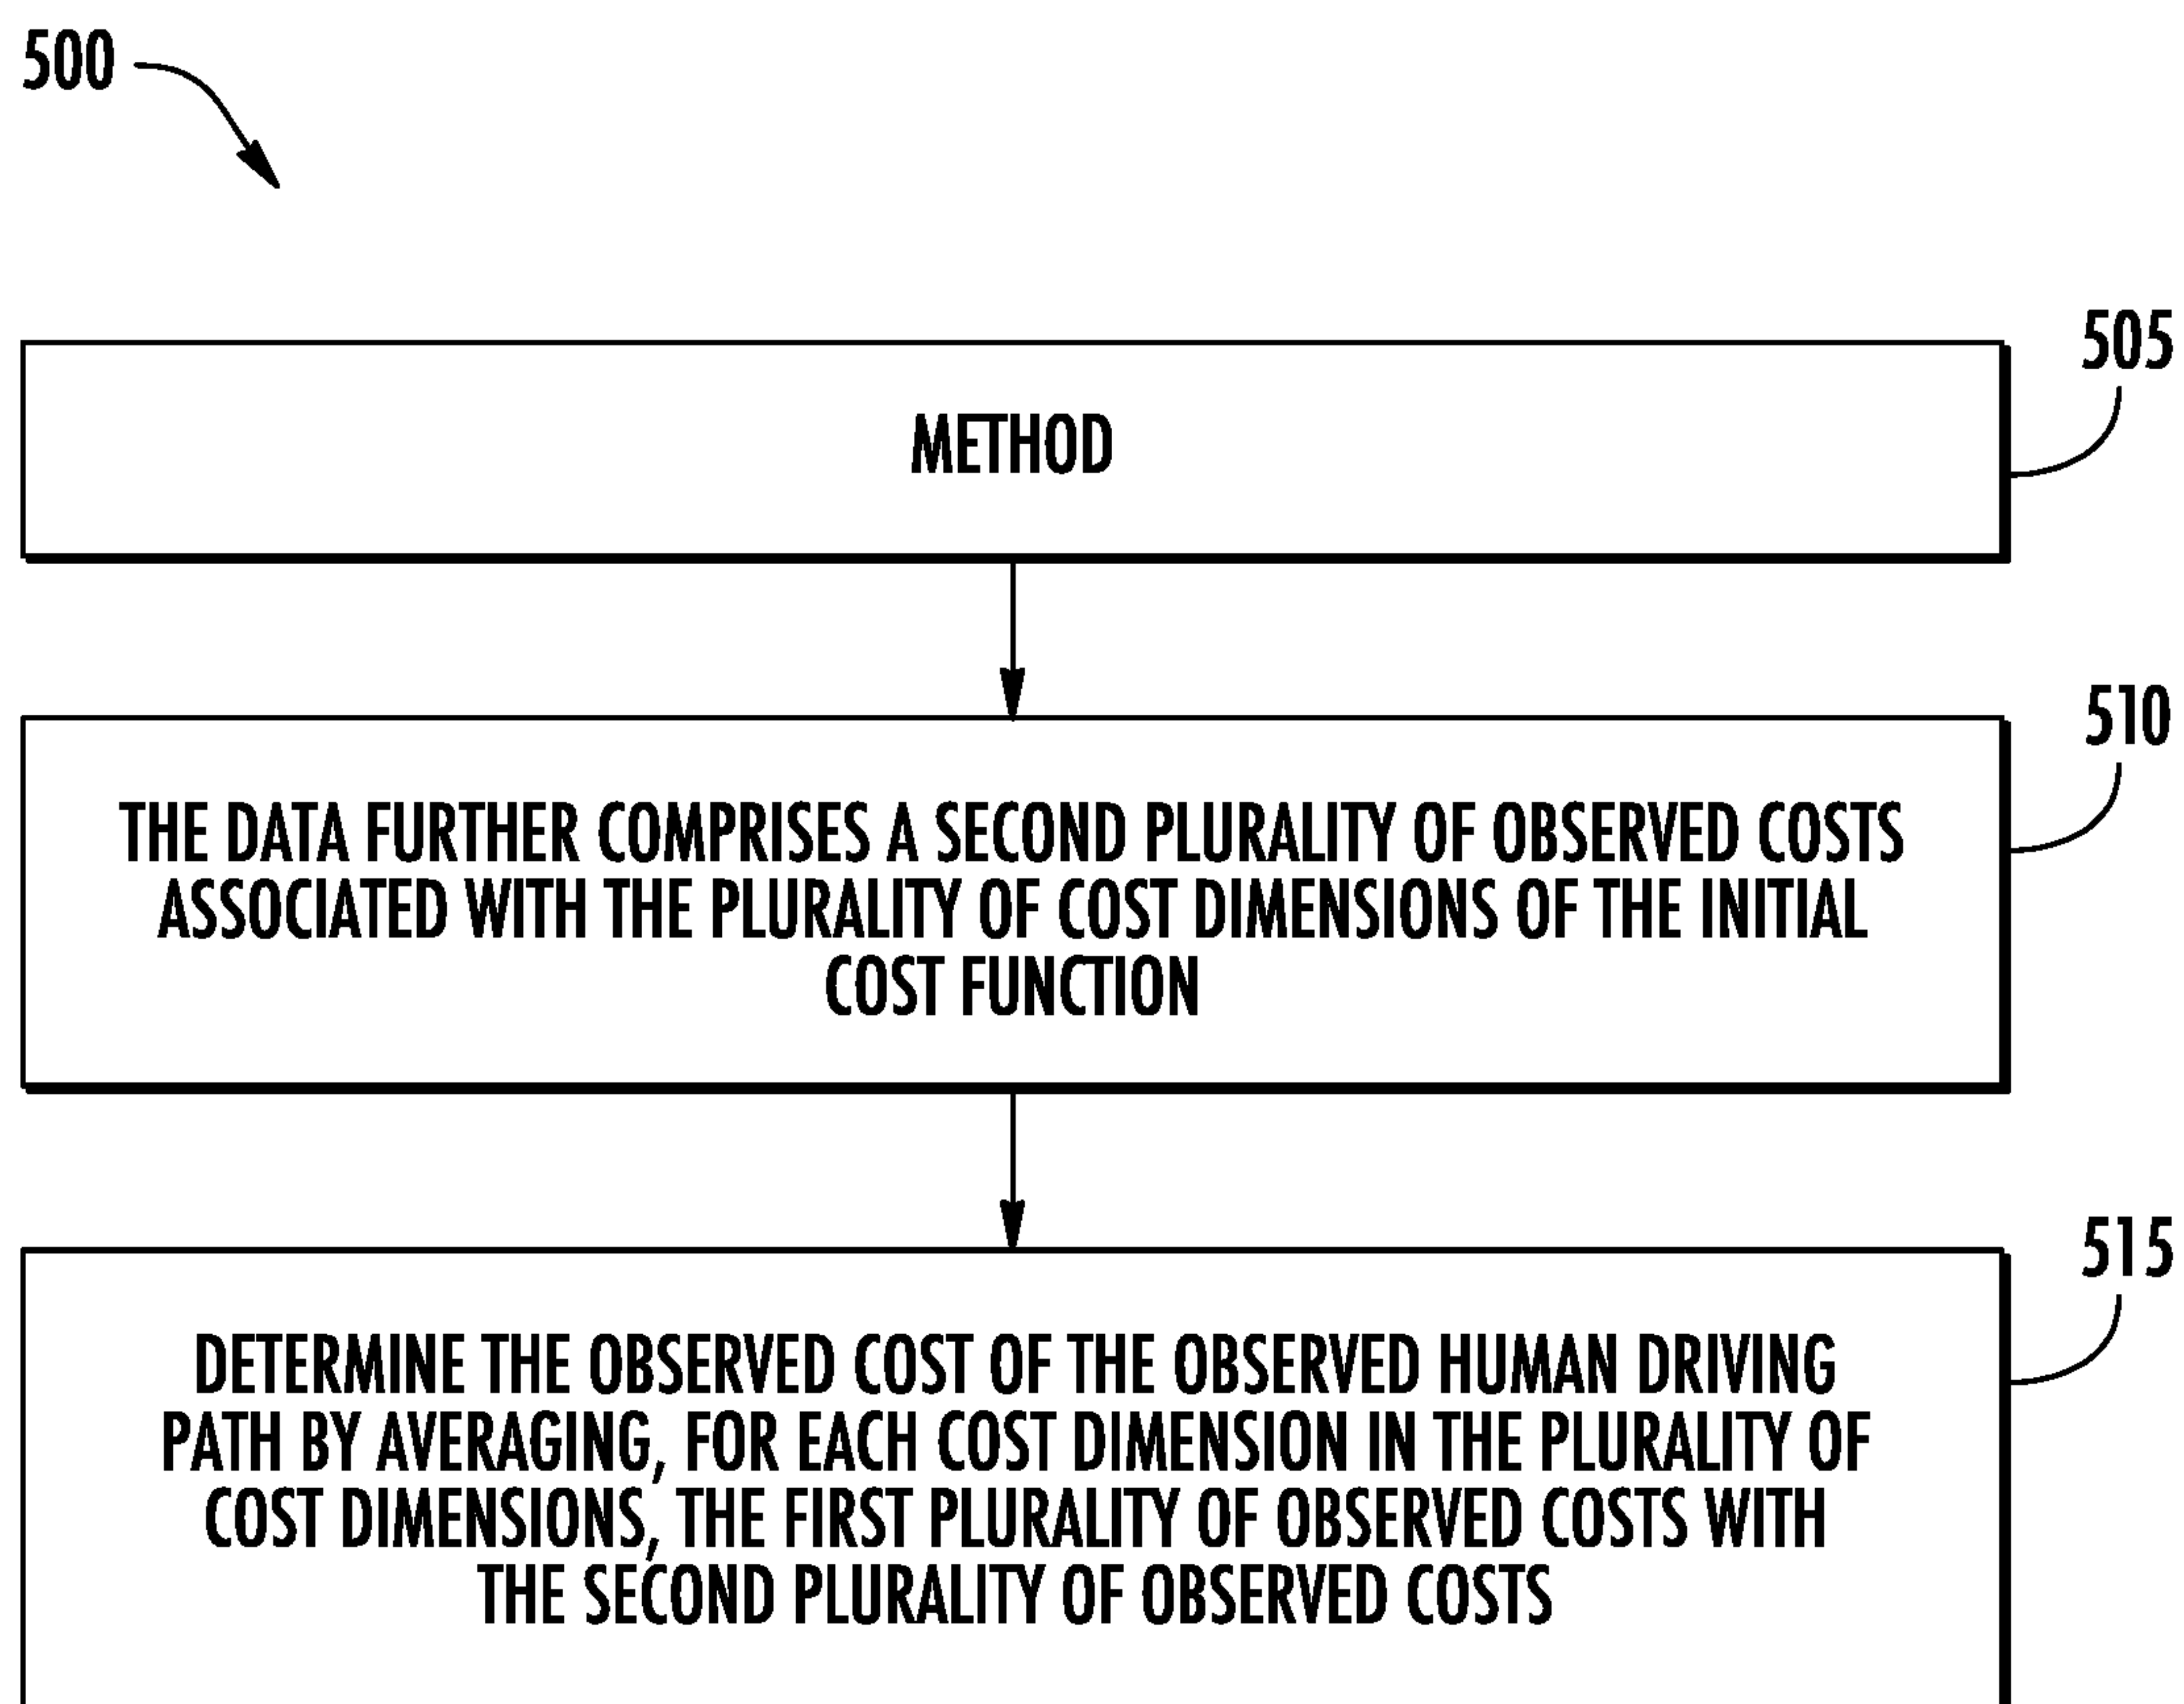 500
505
METHOD
510
THE DATA FURTHER COMPRISES A SECOND PLURALITY OF OBSERVED COSTS
ASSOCIATED WITH THE PLURALITY OF COST DIMENSIONS OF THE INITIAL
COST FUNCTION
515
DETERMINE THE OBSERVED COST OF THE OBSERVED HUMAN DRIVING
PATH BY AVERAGING, FOR EACH COST DIMENSION IN THE PLURALITY OF
COST DIMENSIONS, THE FIRST PLURALITY OF OBSERVED COSTS WITH
THE SECOND PLURALITY OF OBSERVED COSTS